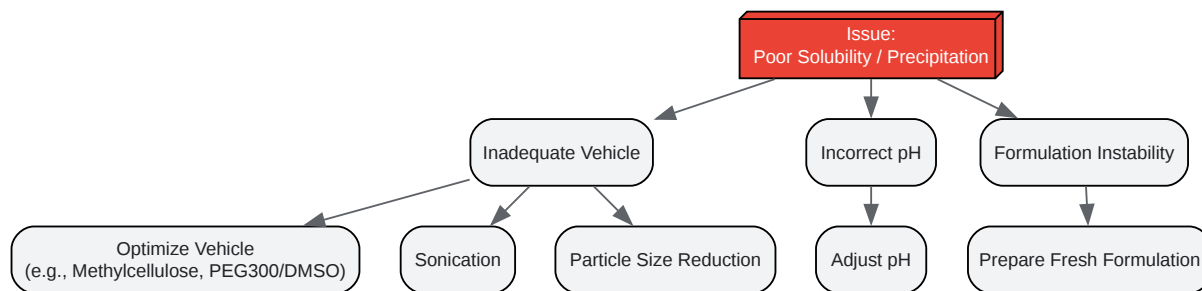 Issue:
Poor Solubility / Precipitation
Inadequate Vehicle
Incorrect pH
Formulation Instability
Optimize Vehicle
(e.g., Methylcellulose, PEG300/DMSO)
Sonication
Particle Size Reduction
Adjust pH
Prepare Fresh Formulation